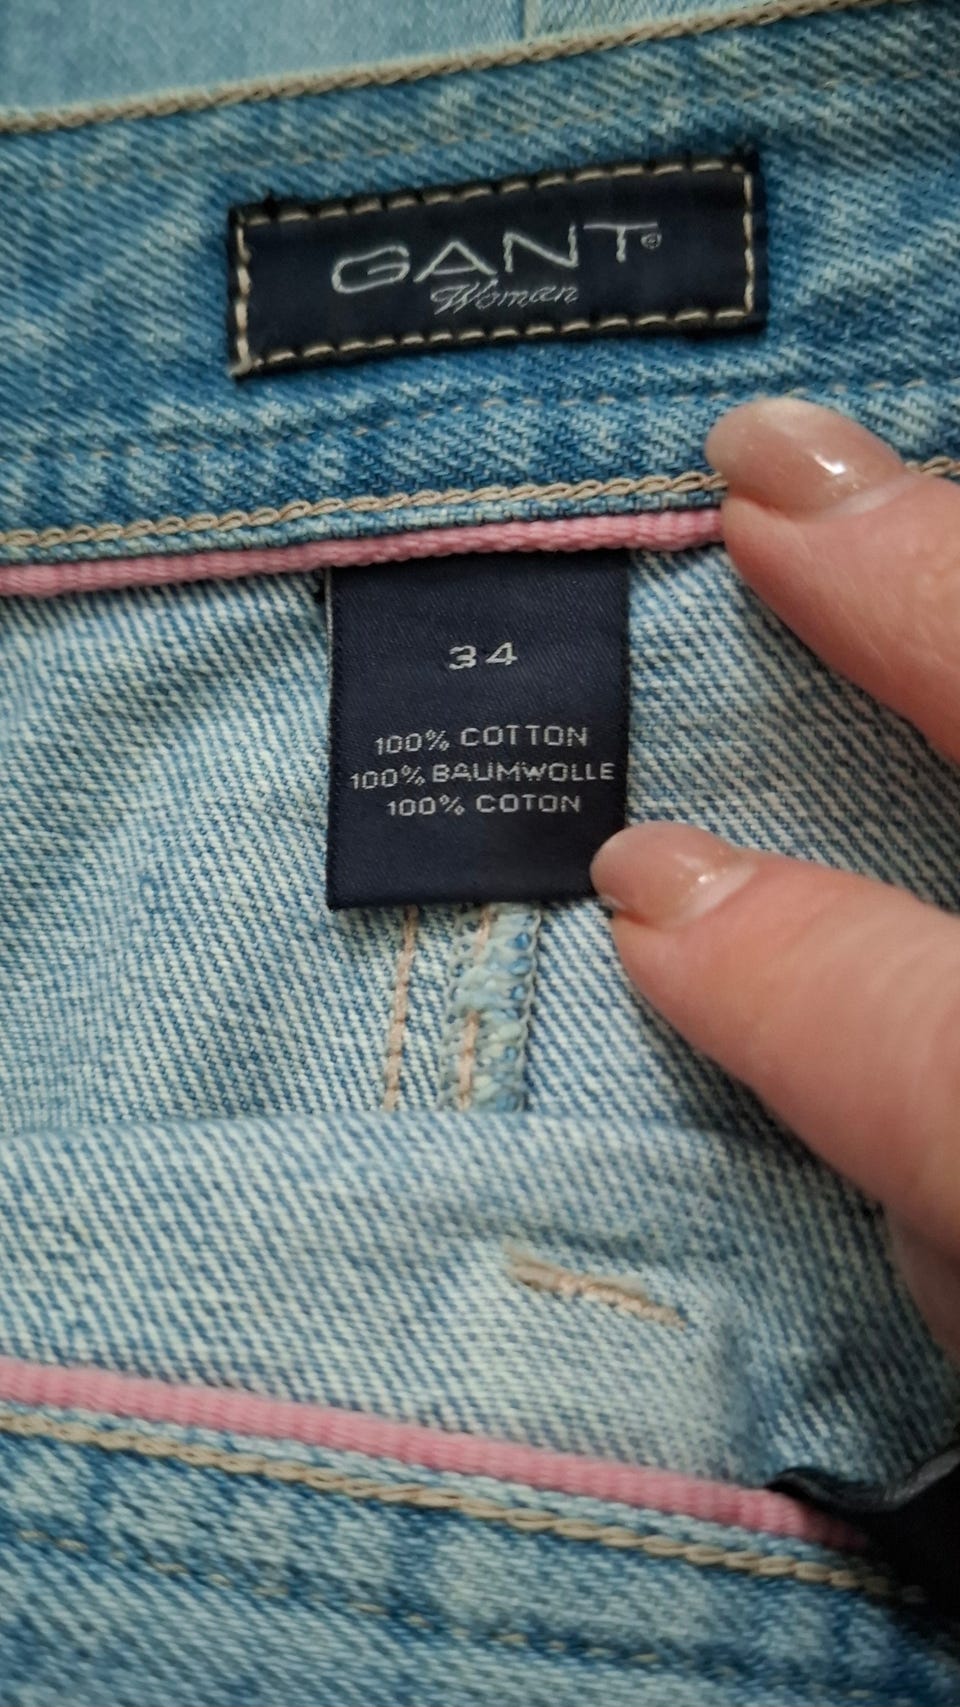 GANT®
Woman
34
100% COTTON
100% BAUMWOLLE
100% COTON